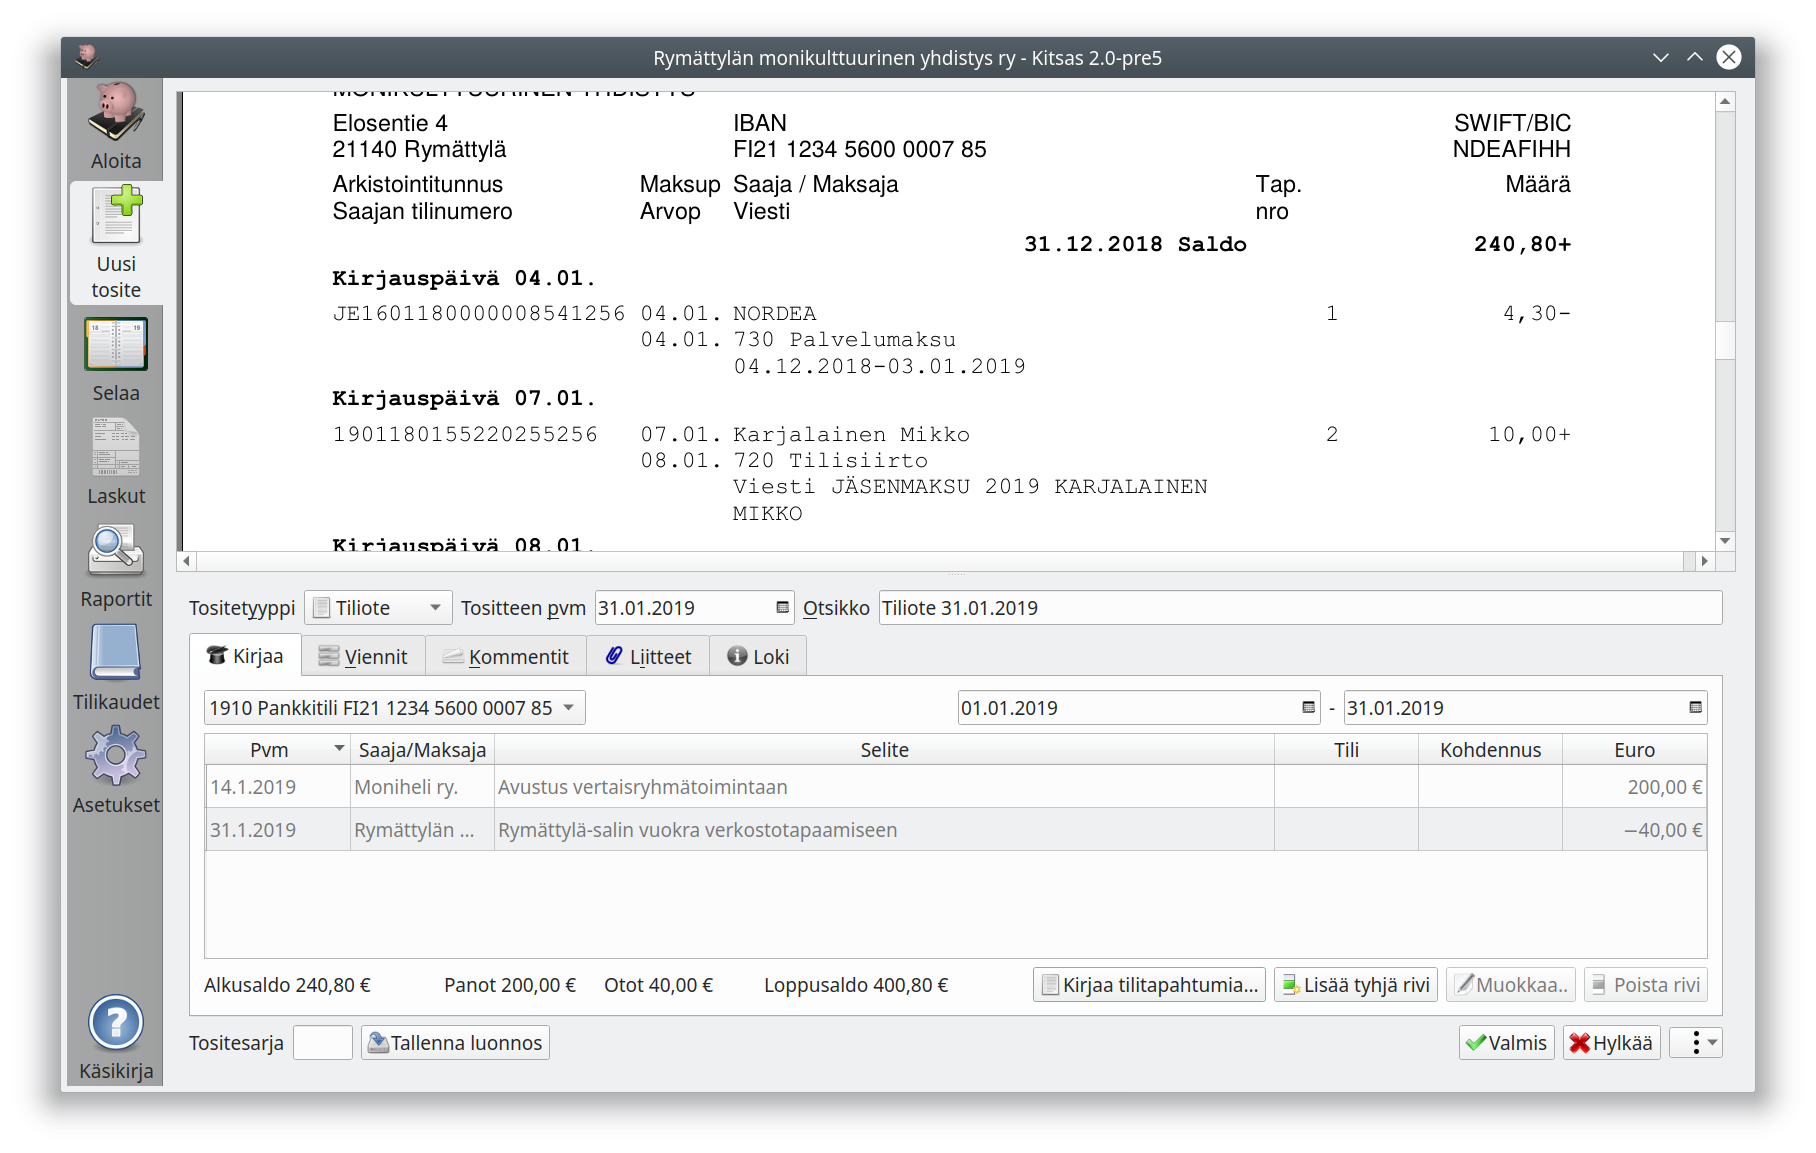 Rymättylän monikulttuurinen yhdistys ry - Kitsas 2.0-pre5
Aloita
Uusi
tosite
Selaa
Laskut
Raportit
Tilikaudet
Asetukset
Käsikirja
MONIKULTTUURINEN YHDISTYS
Elosentie 4 IBAN SWIFT/BIC
21140 Rymättylä FI21 1234 5600 0007 85 NDEAFIHH
Arkistointitunnus Maksup Saaja / Maksaja Tap. Määrä
Saajan tilinumero Arvop Viesti nro
31.12.2018 Saldo 240,80+
Kirjauspäivä 04.01.
JE1601180000008541256 04.01. NORDEA 1 4,30-
04.01. 730 Palvelumaksu
04.12.2018-03.01.2019
Kirjauspäivä 07.01.
1901180155220255256 07.01. Karjalainen Mikko 2 10,00+
08.01. 720 Tilisiirto
Viesti JÄSENMAKSU 2019 KARJALAINEN
MIKKO
Kirjauspäivä 08.01.
Tositetyyppi Tiliote Tositteen pvm 31.01.2019 Otsikko Tiliote 31.01.2019
Kirjaa Viennit Kommentit Liitteet Loki
1910 Pankkitili FI21 1234 5600 0007 85 01.01.2019 - 31.01.2019
Pvm Saaja/Maksaja Selite Tili Kohdennus Euro
14.1.2019 Moniheli ry. Avustus vertaisryhmätoimintaan 200,00 €
31.1.2019 Rymättylän ... Rymättylä-salin vuokra verkostotapaamiseen −40,00 €
Alkusaldo 240,80 € Panot 200,00 € Otot 40,00 € Loppusaldo 400,80 € Kirjaa tilitapahtumia... Lisää tyhjä rivi Muokkaa.. Poista rivi
Tositesarja Tallenna luonnos Valmis Hylkää